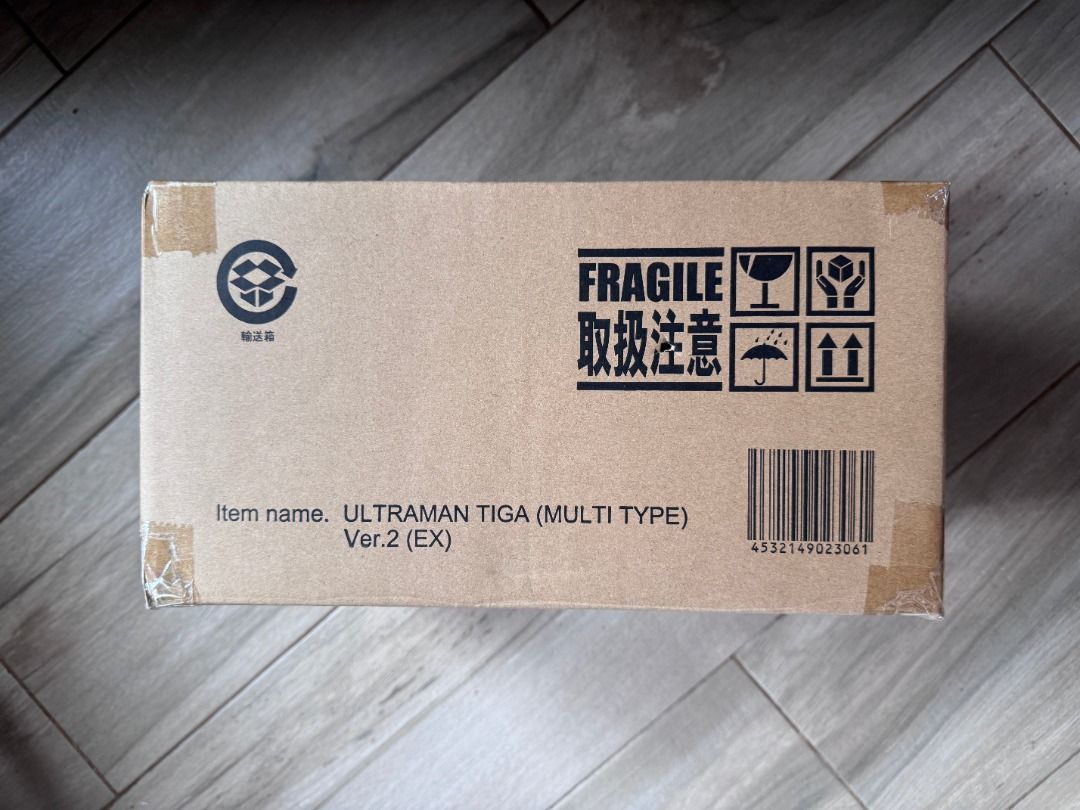 輸送箱
FRAGILE
取扱注意
Item name. ULTRAMAN TIGA (MULTI TYPE)
Ver.2 (EX)
4532149023061